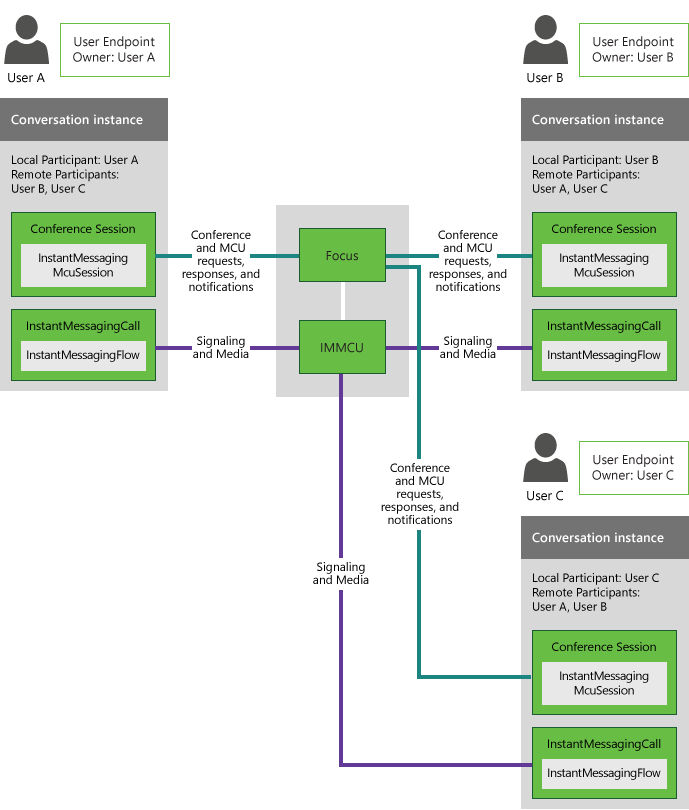 User A
User Endpoint
Owner: User A
Conversation instance
Local Participant: User A
Remote Participants:
User B, User C
Conference Session
InstantMessaging
McuSession
InstantMessagingCall
InstantMessagingFlow
Conference
and MCU
requests,
responses, and
notifications
Signaling
and Media
Focus
IMMCU
Conference
and MCU
requests,
responses, and
notifications
Signaling
and Media
User B
User Endpoint
Owner: User B
Conversation instance
Local Participant: User B
Remote Participants:
User A, User C
Conference Session
InstantMessaging
McuSession
InstantMessagingCall
InstantMessagingFlow
Conference
and MCU
requests,
responses, and
notifications
Signaling
and Media
User C
User Endpoint
Owner: User C
Conversation instance
Local Participant: User C
Remote Participants:
User A, User B
Conference Session
InstantMessaging
McuSession
InstantMessagingCall
InstantMessagingFlow